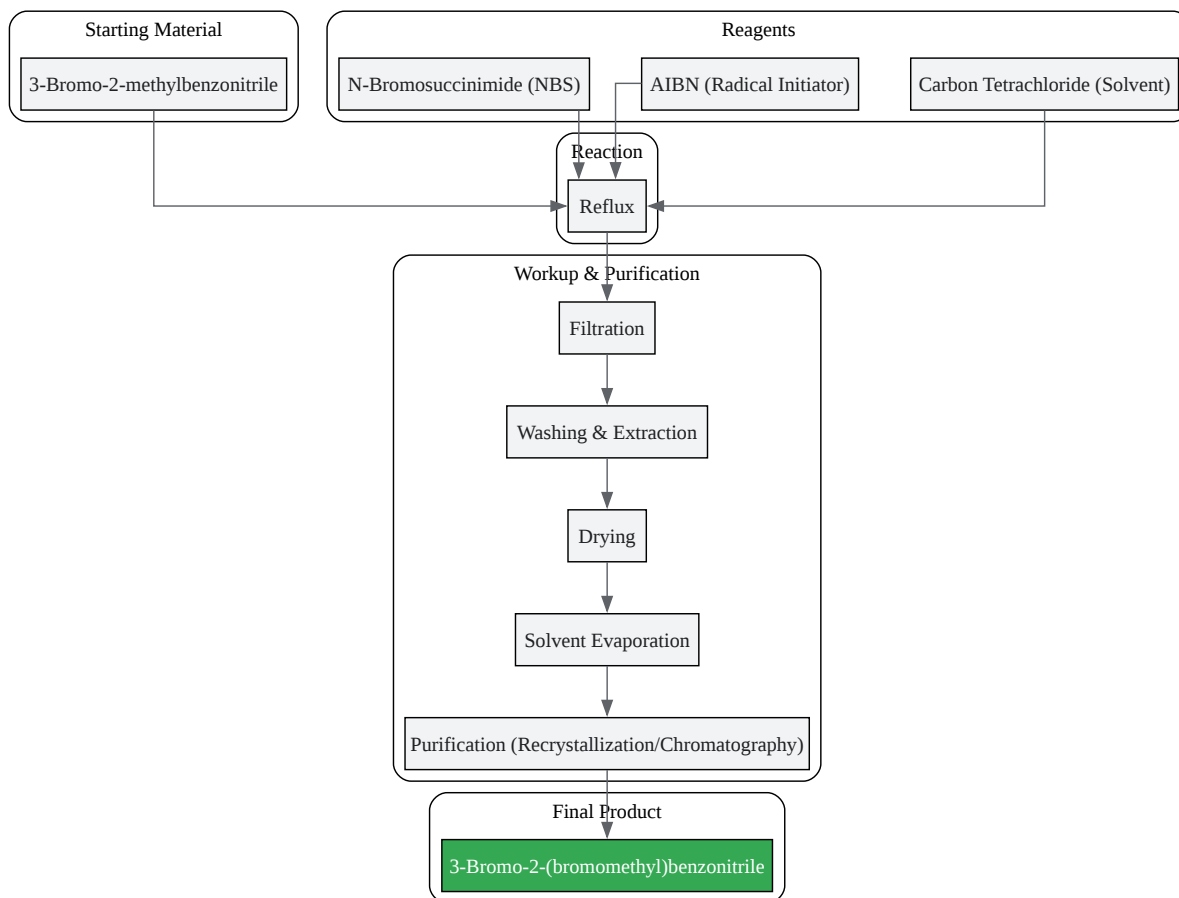 Starting Material
Reagents
3-Bromo-2-methylbenzonitrile
N-Bromosuccinimide (NBS)
AIBN (Radical Initiator)
Carbon Tetrachloride (Solvent)
Reaction
Reflux
Workup & Purification
Filtration
Washing & Extraction
Drying
Solvent Evaporation
Purification (Recrystallization/Chromatography)
Final Product
3-Bromo-2-(bromomethyl)benzonitrile